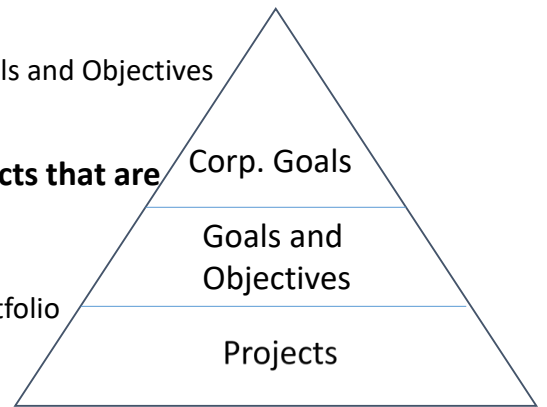 ls and Objectives
cts that are
Corp. Goals
Goals and
Objectives
tfolio
Projects